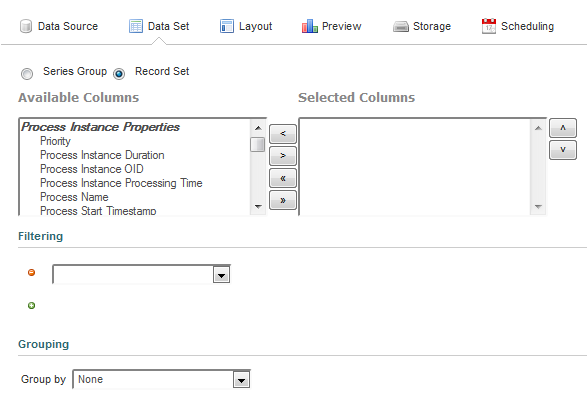 Data Source Data Set Layout Preview Storage Scheduling
Series Group Record Set
Available Columns Selected Columns
Process Instance Properties
Priority
Process Instance Duration
Process Instance OID
Process Instance Processing Time
Process Name
Process Start Timestamp
<
>
«
»
^
v
Filtering
Grouping
Group by None